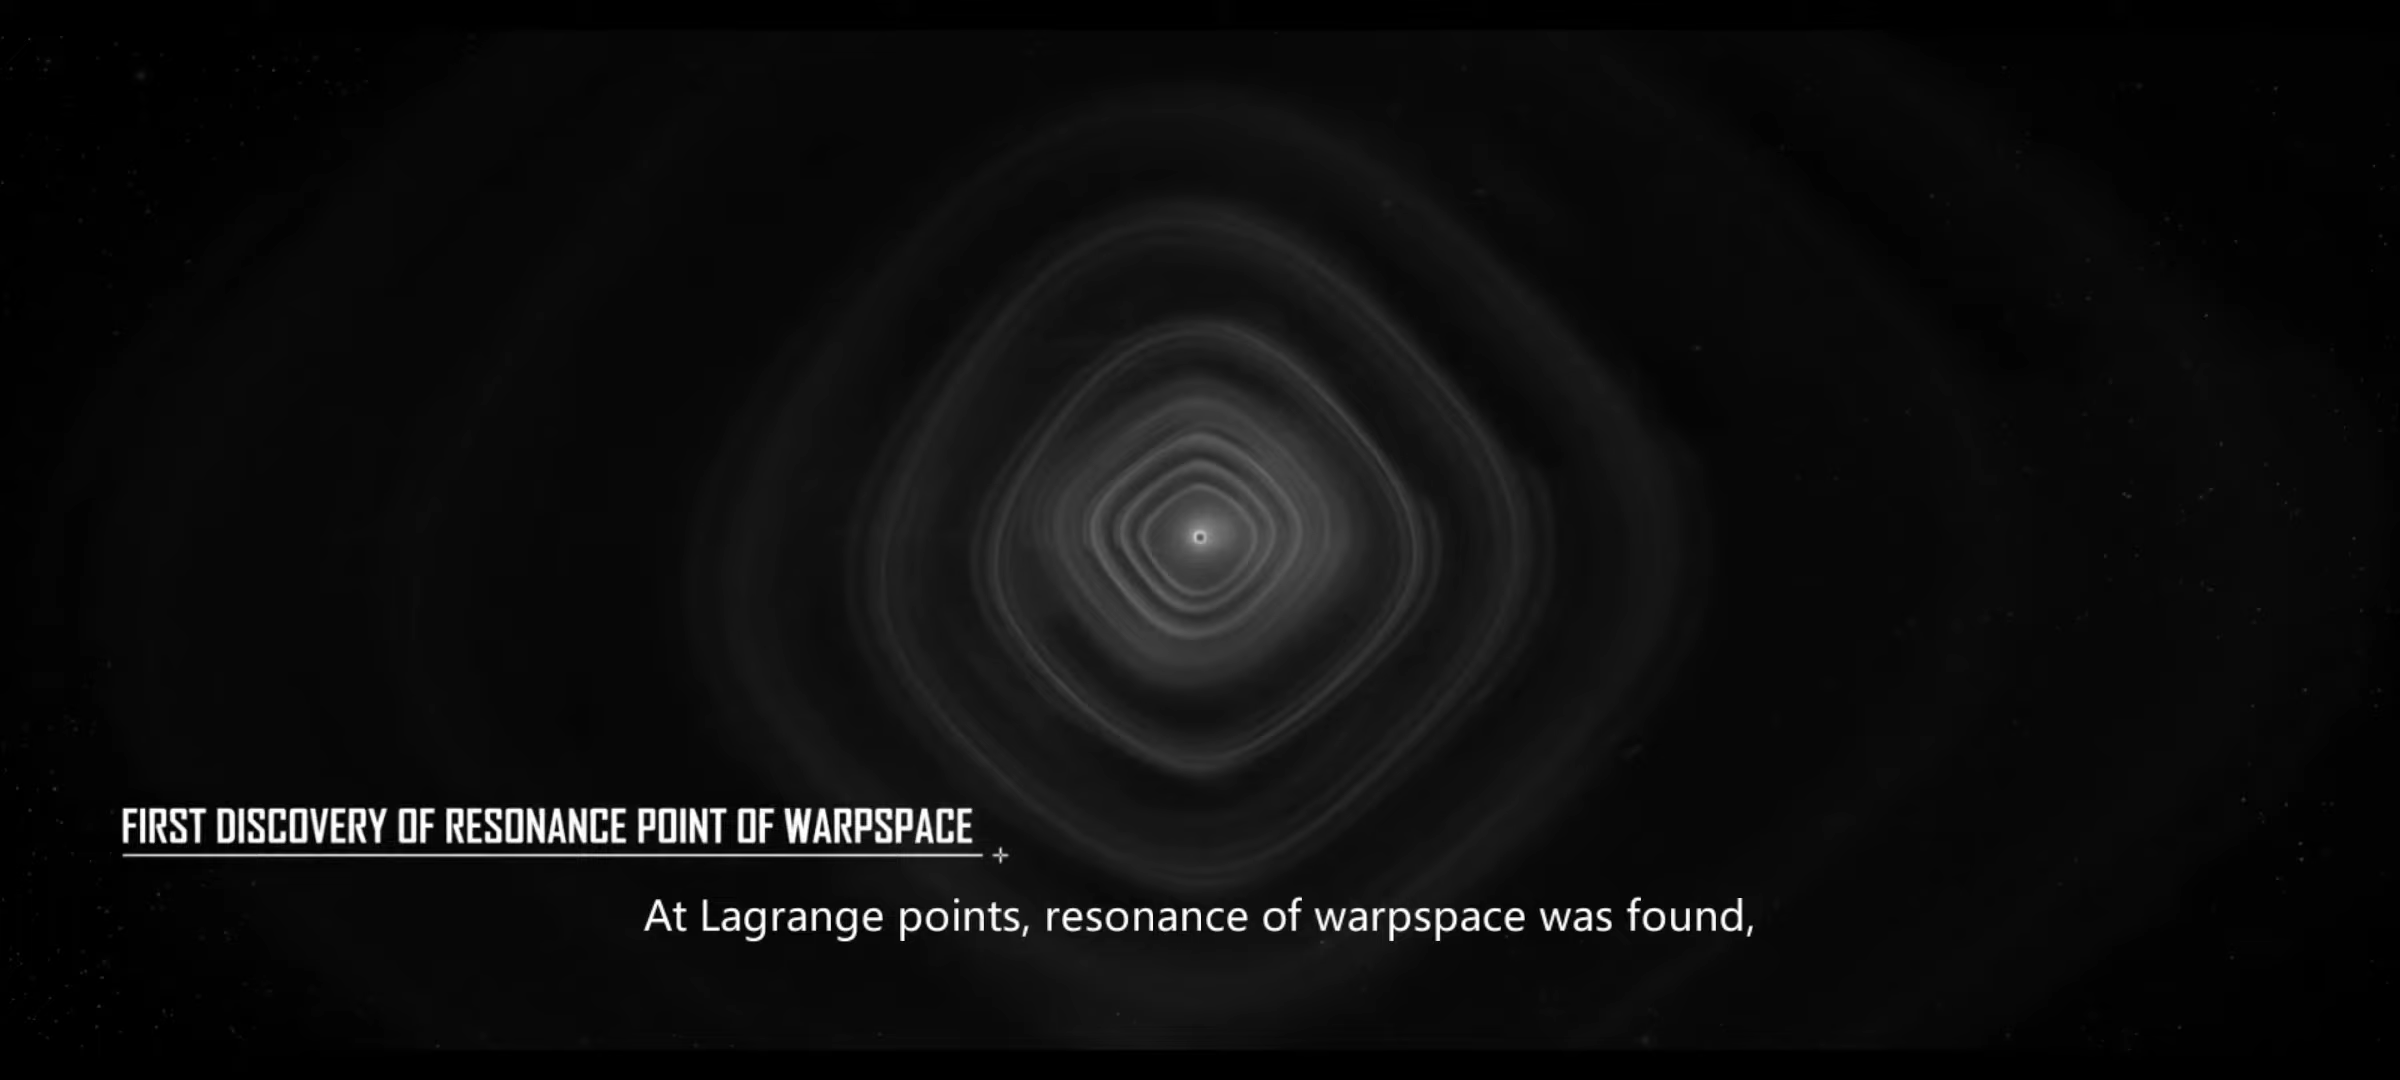 FIRST DISCOVERY OF RESONANCE POINT OF WARPSPACE
At Lagrange points, resonance of warpspace was found,